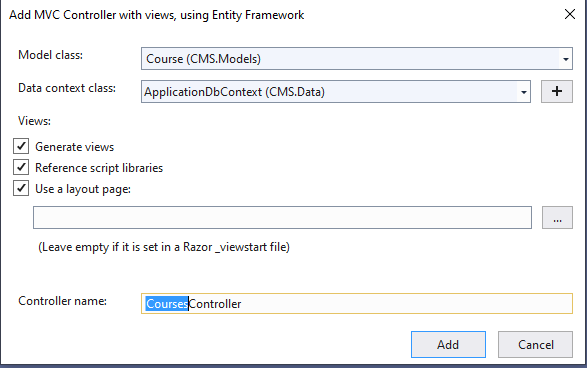 Add MVC Controller with views, using Entity Framework
Model class:
Course (CMS.Models)
Data context class:
ApplicationDbContext (CMS.Data)
+
Views:
Generate views
Reference script libraries
Use a layout page:
...
(Leave empty if it is set in a Razor _viewstart file)
Controller name:
CoursesController
Add
Cancel